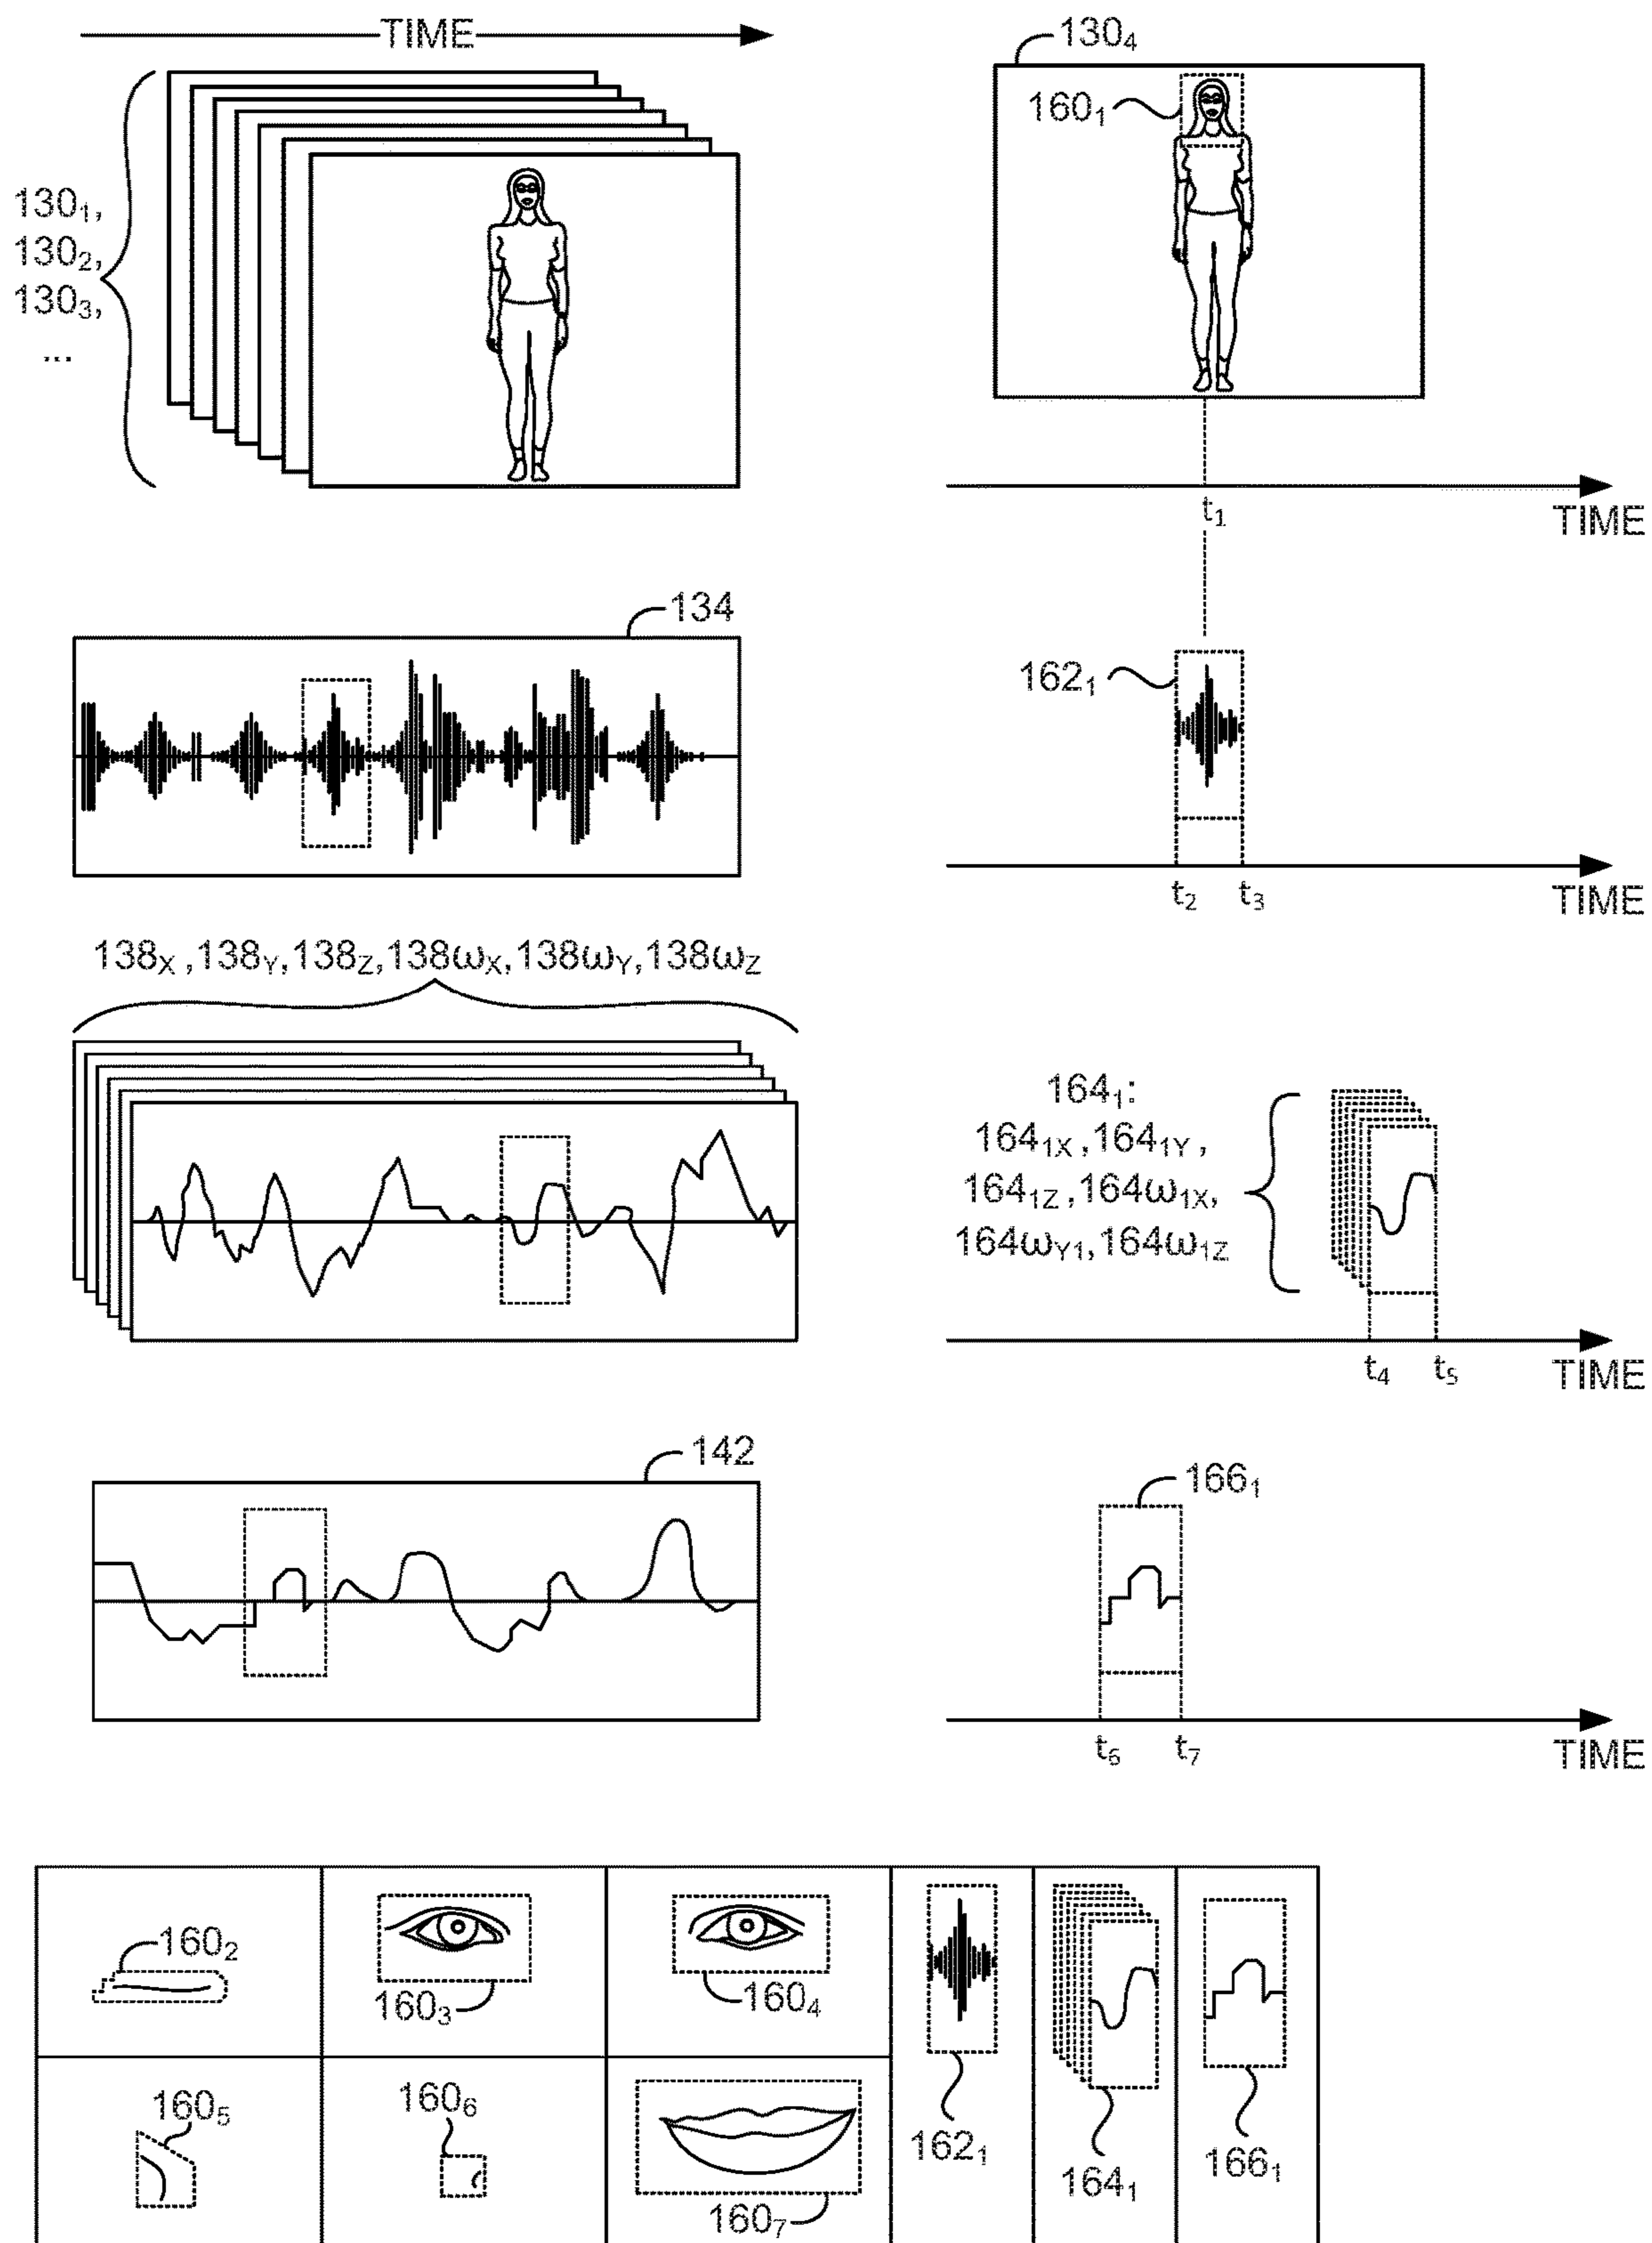 TIME
130₄
160₁
130₁,
130₂,
130₃,
...
t₁
TIME
134
162₁
t₂ t₃
TIME
138X,138Y,138Z,138ωX,138ωY,138ωZ
164₁:
164₁X,164₁Y,
164₁Z,164ω₁X,
164ωY₁,164ω₁Z
t₄ t₅
TIME
142
166₁
t₆ t₇
TIME
160₂
160₃
160₄
160₅
160₆
160₇
162₁
164₁
166₁